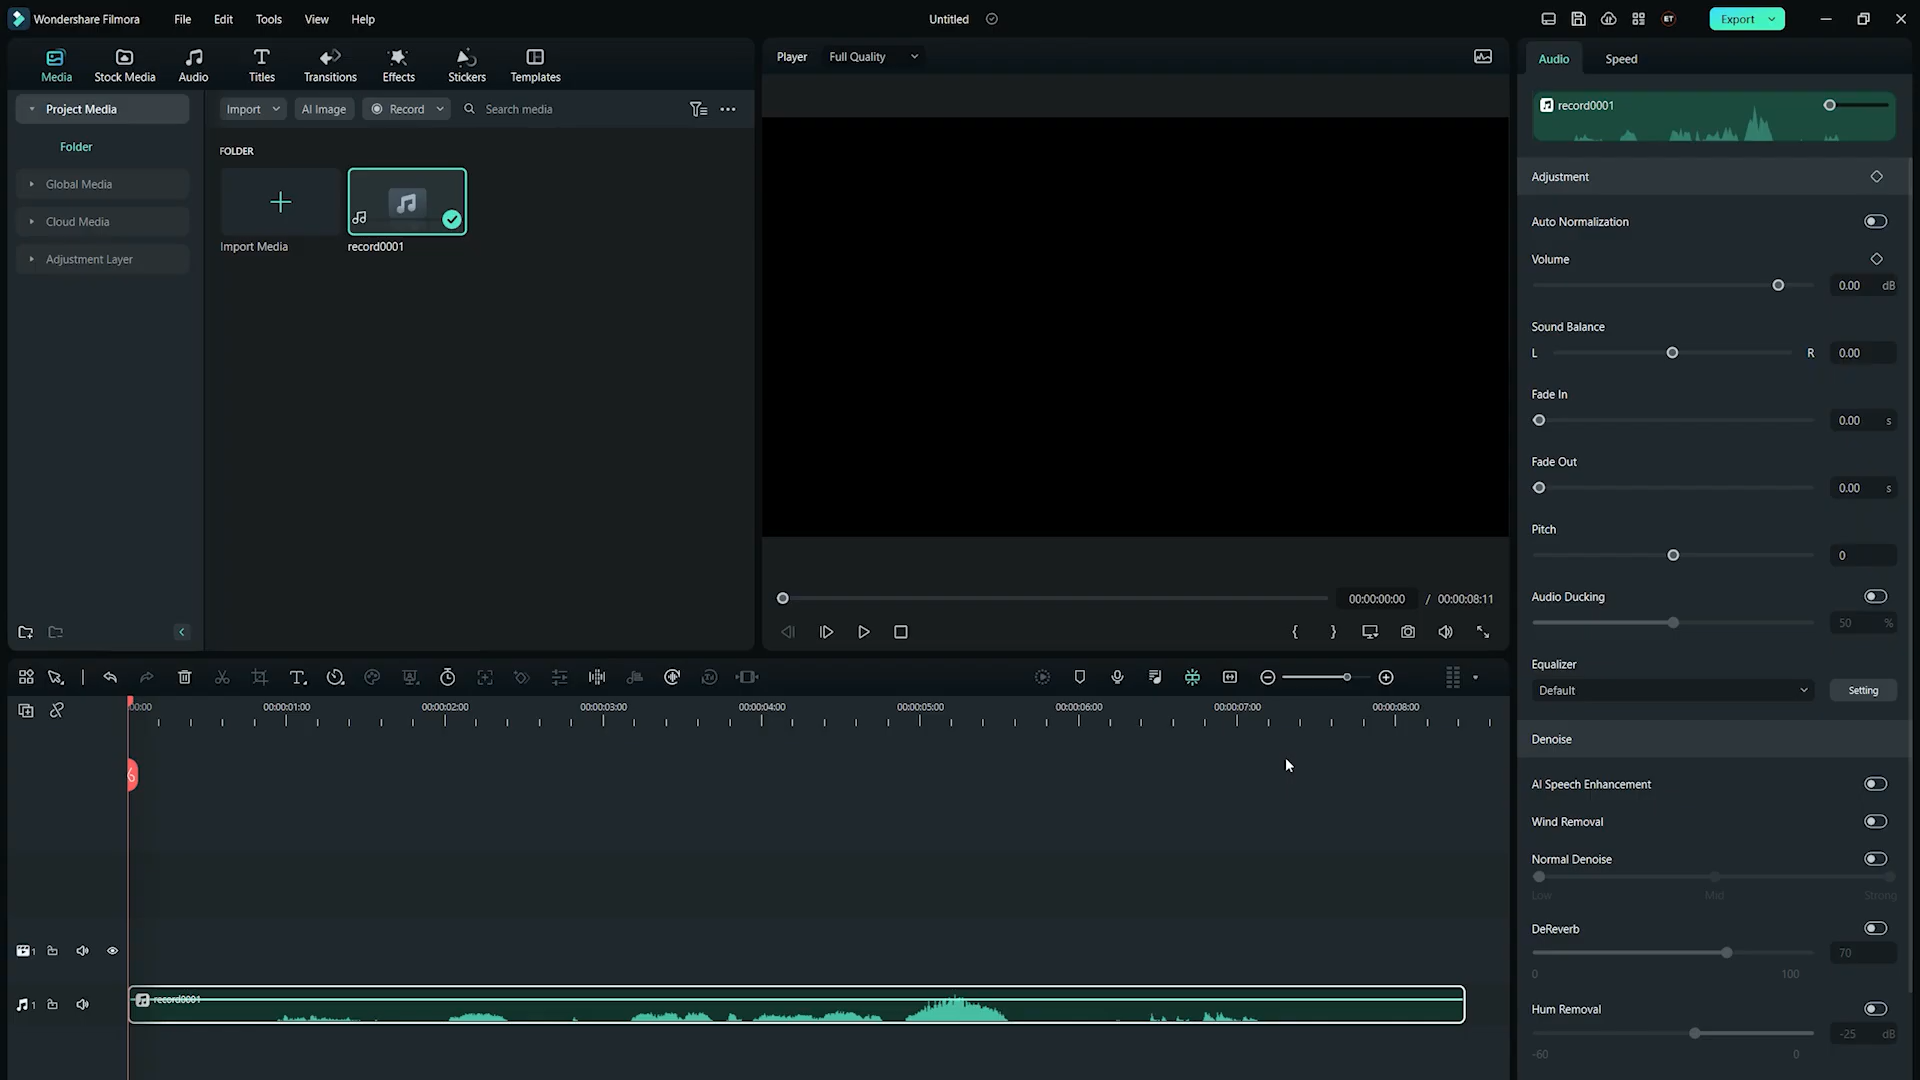 Wondershare Filmora File Edit Tools View Help Untitled ET Export
Media Stock Media Audio Titles Transitions Effects Stickers Templates
Project Media
Folder
Global Media
Cloud Media
Adjustment Layer
Import AI Image Record Search media
FOLDER
Import Media record0001
Player Full Quality
00:00:00:00 / 00:00:08:11
Audio Speed
record0001
Adjustment
Auto Normalization
Volume
0.00 dB
Sound Balance
L R 0.00
Fade In
0.00 s
Fade Out
0.00 s
Pitch
0
Audio Ducking
50 %
Equalizer
Default Setting
Denoise
AI Speech Enhancement
Wind Removal
Normal Denoise
Low Mid Strong
DeReverb
70
0 100
Hum Removal
-25 dB
-60 0
00:00 00:00:01:00 00:00:02:00 00:00:03:00 00:00:04:00 00:00:05:00 00:00:06:00 00:00:07:00 00:00:08:00
1
1 record0001